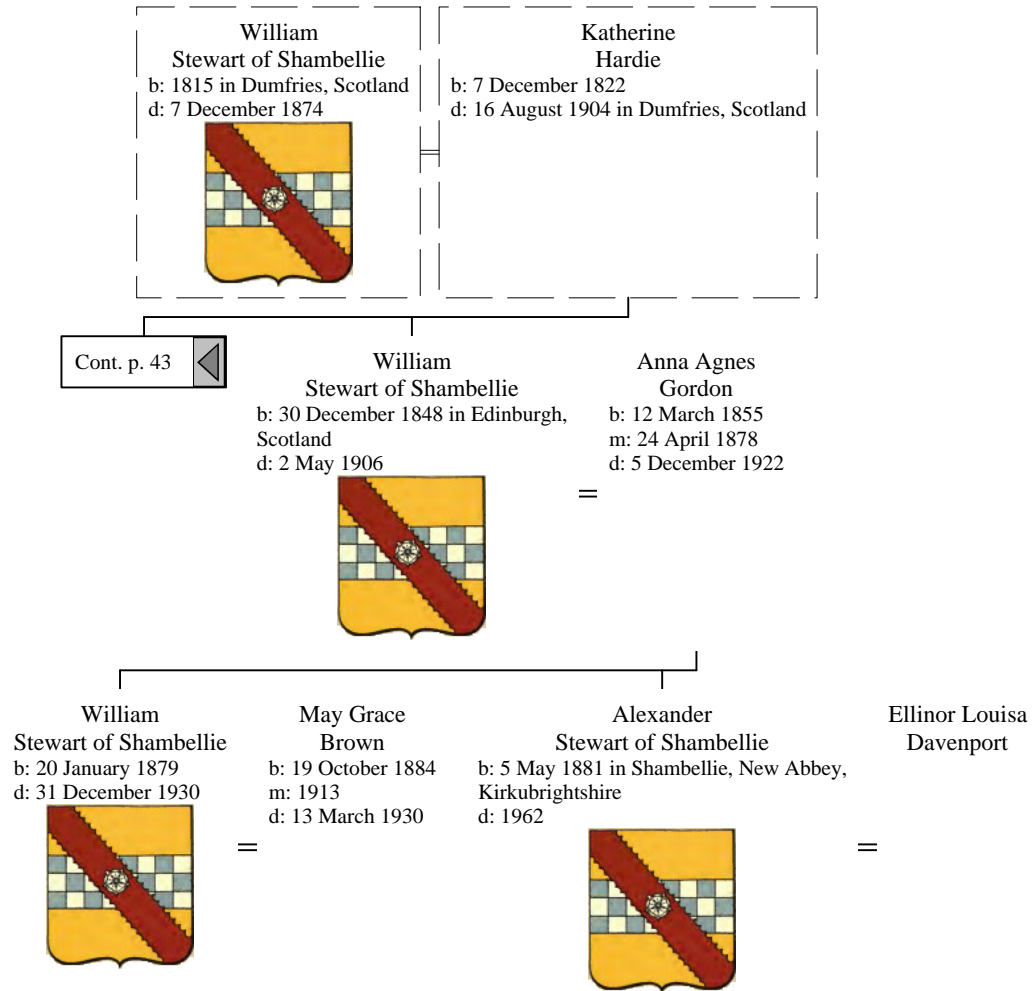 William
Stewart of Shambellie
b: 1815 in Dumfries, Scotland
d: 7 December 1874
Katherine
Hardie
b: 7 December 1822
d: 16 August 1904 in Dumfries, Scotland
=
Cont. p. 43
William
Stewart of Shambellie
b: 30 December 1848 in Edinburgh,
Scotland
d: 2 May 1906
=
Anna Agnes
Gordon
b: 12 March 1855
m: 24 April 1878
d: 5 December 1922
William
Stewart of Shambellie
b: 20 January 1879
d: 31 December 1930
=
May Grace
Brown
b: 19 October 1884
m: 1913
d: 13 March 1930
Alexander
Stewart of Shambellie
b: 5 May 1881 in Shambellie, New Abbey,
Kirkubrightshire
d: 1962
=
Ellinor Louisa
Davenport